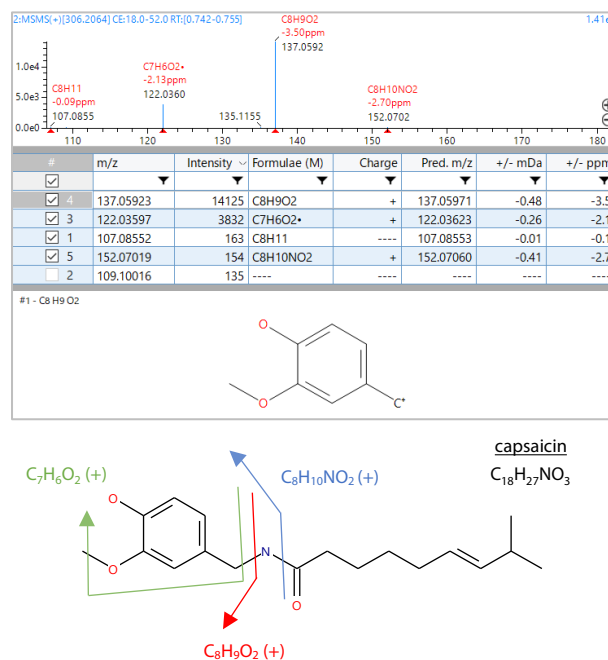 2:MSMS(+)[306.2064] CE:18.0-52.0 RT:[0.742-0.755]
1.41e
C8H9O2
-3.50ppm
137.0592
C7H6O2•
-2.13ppm
122.0360
C8H11
-0.09ppm
107.0855
C8H10NO2
-2.70ppm
152.0702
135.1155
1.0e4
5.0e3
0.0e0
110 120 130 140 150 160 170 180
# m/z Intensity Formulae (M) Charge Pred. m/z +/- mDa +/- ppm
4 137.05923 14125 C8H9O2 + 137.05971 -0.48 -3.5
3 122.03597 3832 C7H6O2• + 122.03623 -0.26 -2.1
1 107.08552 163 C8H11 ---- 107.08553 -0.01 -0.1
5 152.07019 154 C8H10NO2 + 152.07060 -0.41 -2.7
2 109.10016 135 ---- ---- ---- ---- ----
#1 - C8 H9 O2
O
O
C+
capsaicin
C18H27NO3
C7H6O2 (+)
C8H10NO2 (+)
O
N
O
O
C8H9O2 (+)